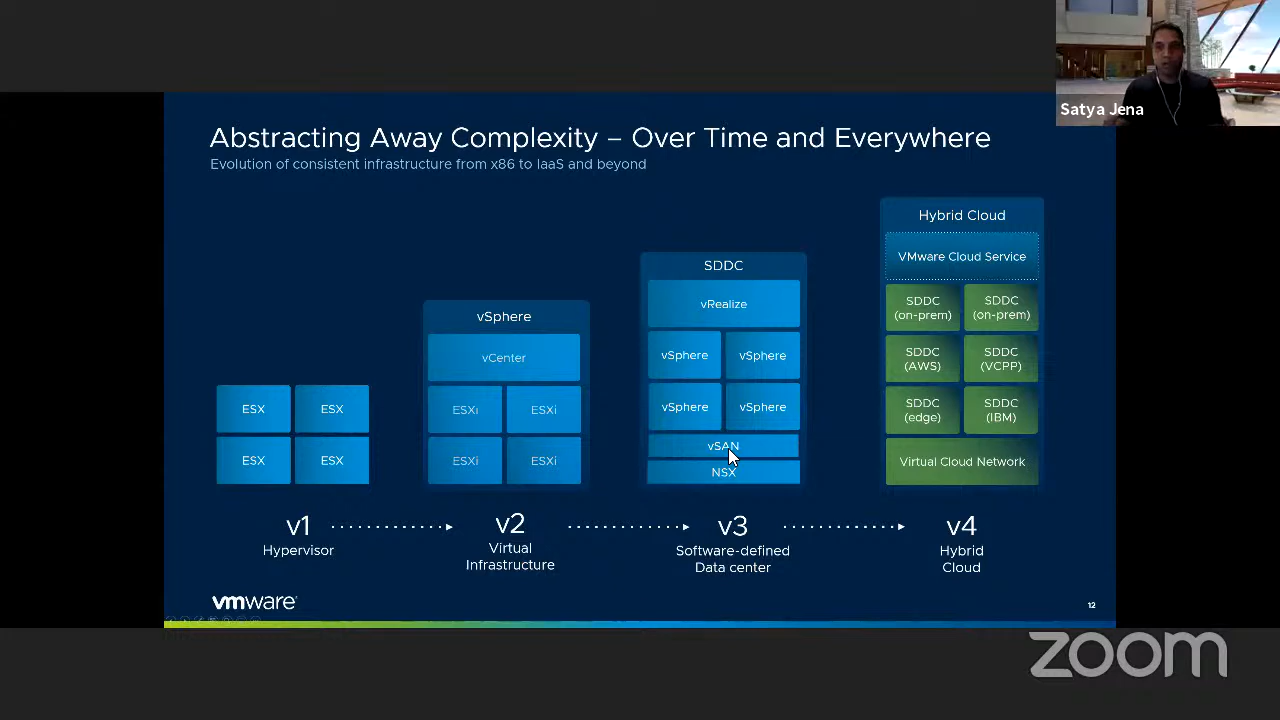 Satya Jena
Abstracting Away Complexity – Over Time and Everywhere
Evolution of consistent infrastructure from x86 to IaaS and beyond
ESX
ESX
ESX
ESX
vSphere
vCenter
ESXi
ESXi
ESXi
ESXi
SDDC
vRealize
vSphere
vSphere
vSphere
vSphere
vSAN
NSX
Hybrid Cloud
VMware Cloud Service
SDDC
(on-prem)
SDDC
(on-prem)
SDDC
(AWS)
SDDC
(VCPP)
SDDC
(edge)
SDDC
(IBM)
Virtual Cloud Network
v1
Hypervisor
v2
Virtual
Infrastructure
v3
Software-defined
Data center
v4
Hybrid
Cloud
vmware®
12
zoom